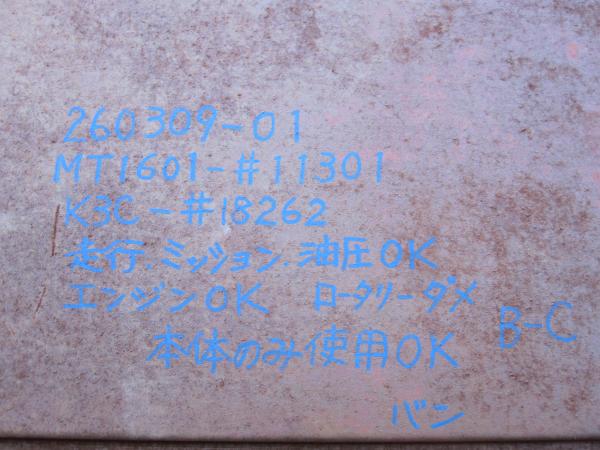 260309-01
MT1601-#11301
K3C-#18262
走行.ミッション.油圧OK
エンジンOK ロータリーダメ
B-C
本体のみ使用OK
バン